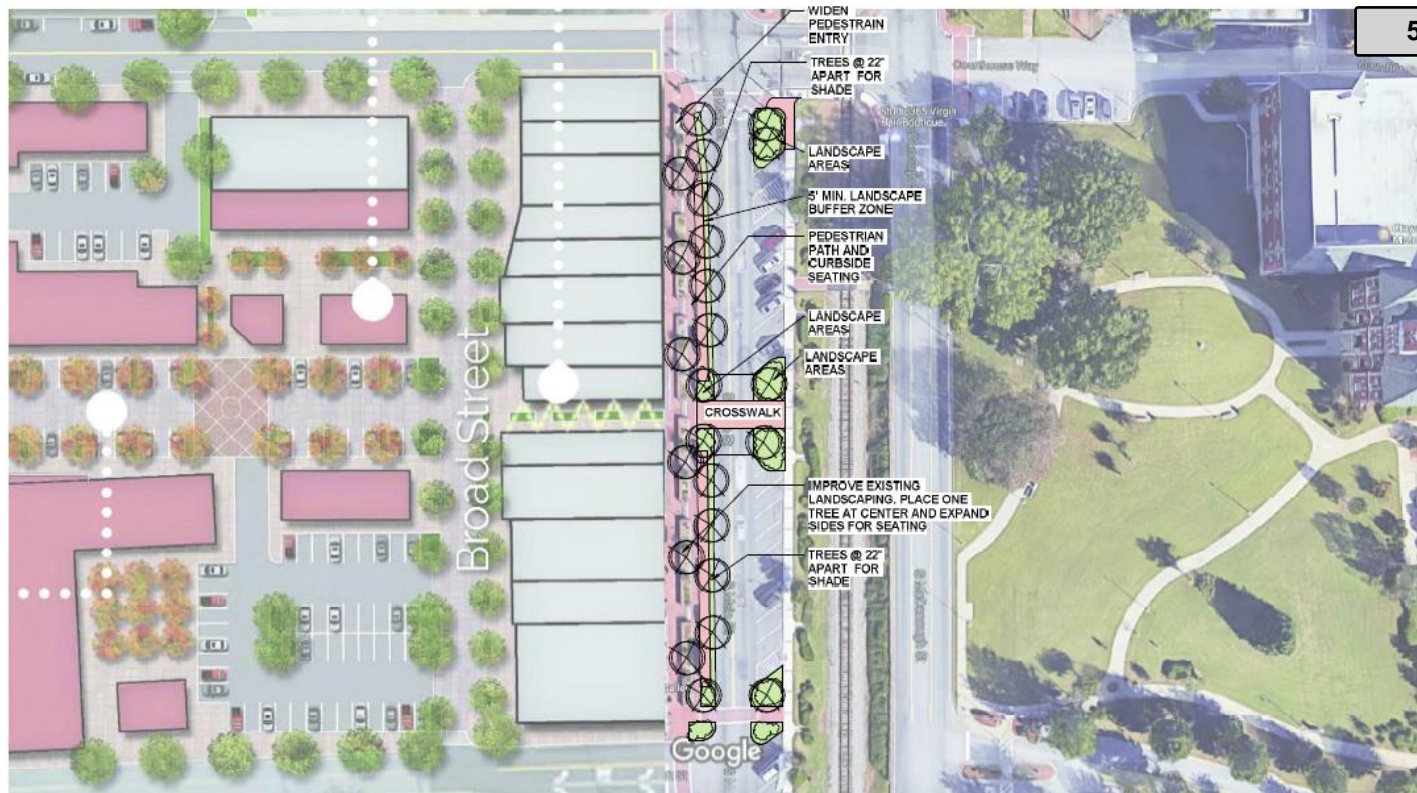 5
WIDEN
PEDESTRAIN
ENTRY
TREES @ 22"
APART FOR
SHADE
Courthouse Way
LANDSCAPE
AREAS
5' MIN. LANDSCAPE
BUFFER ZONE
PEDESTRIAN
PATH AND
CURBSIDE
SEATING
LANDSCAPE
AREAS
LANDSCAPE
AREAS
CROSSWALK
Broad Street
IMPROVE EXISTING
LANDSCAPING. PLACE ONE
TREE AT CENTER AND EXPAND
SIDES FOR SEATING
TREES @ 22"
APART FOR
SHADE
Google